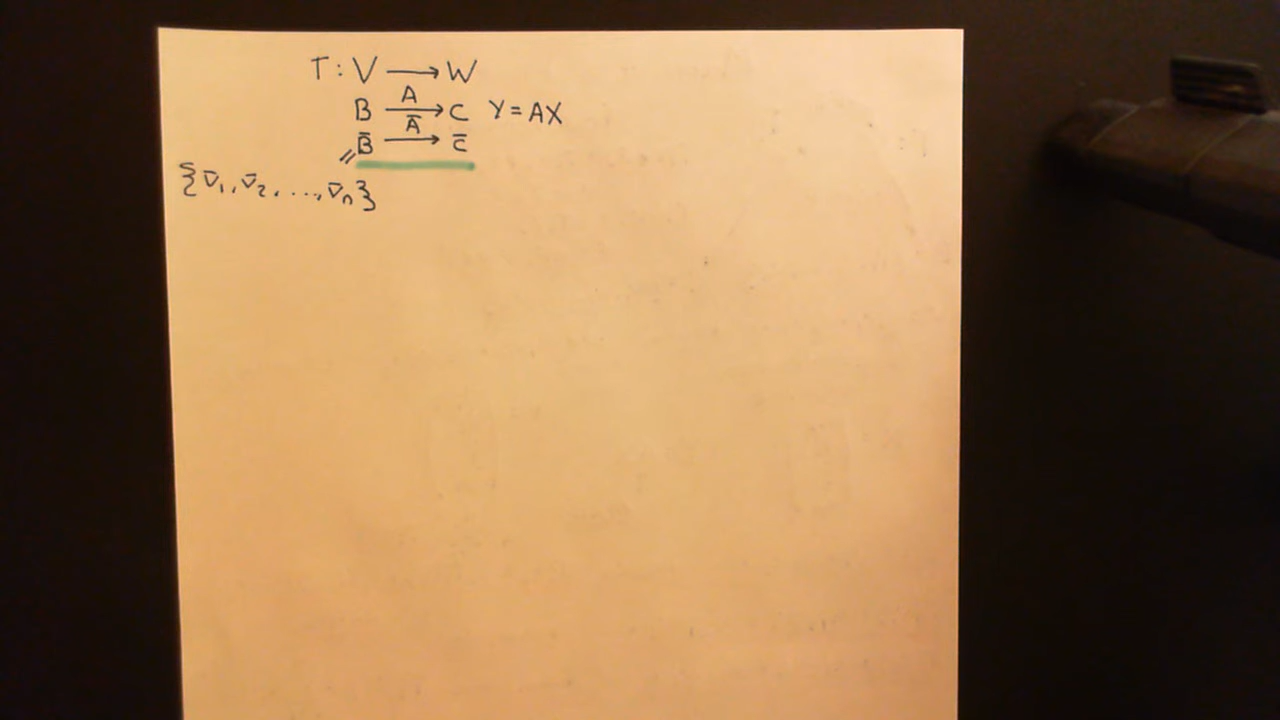 T: V ⟶ W
B —A→ C Y = AX
B̄ —Ā→ C̄
{v̄₁, v̄₂, ..., v̄ₙ}